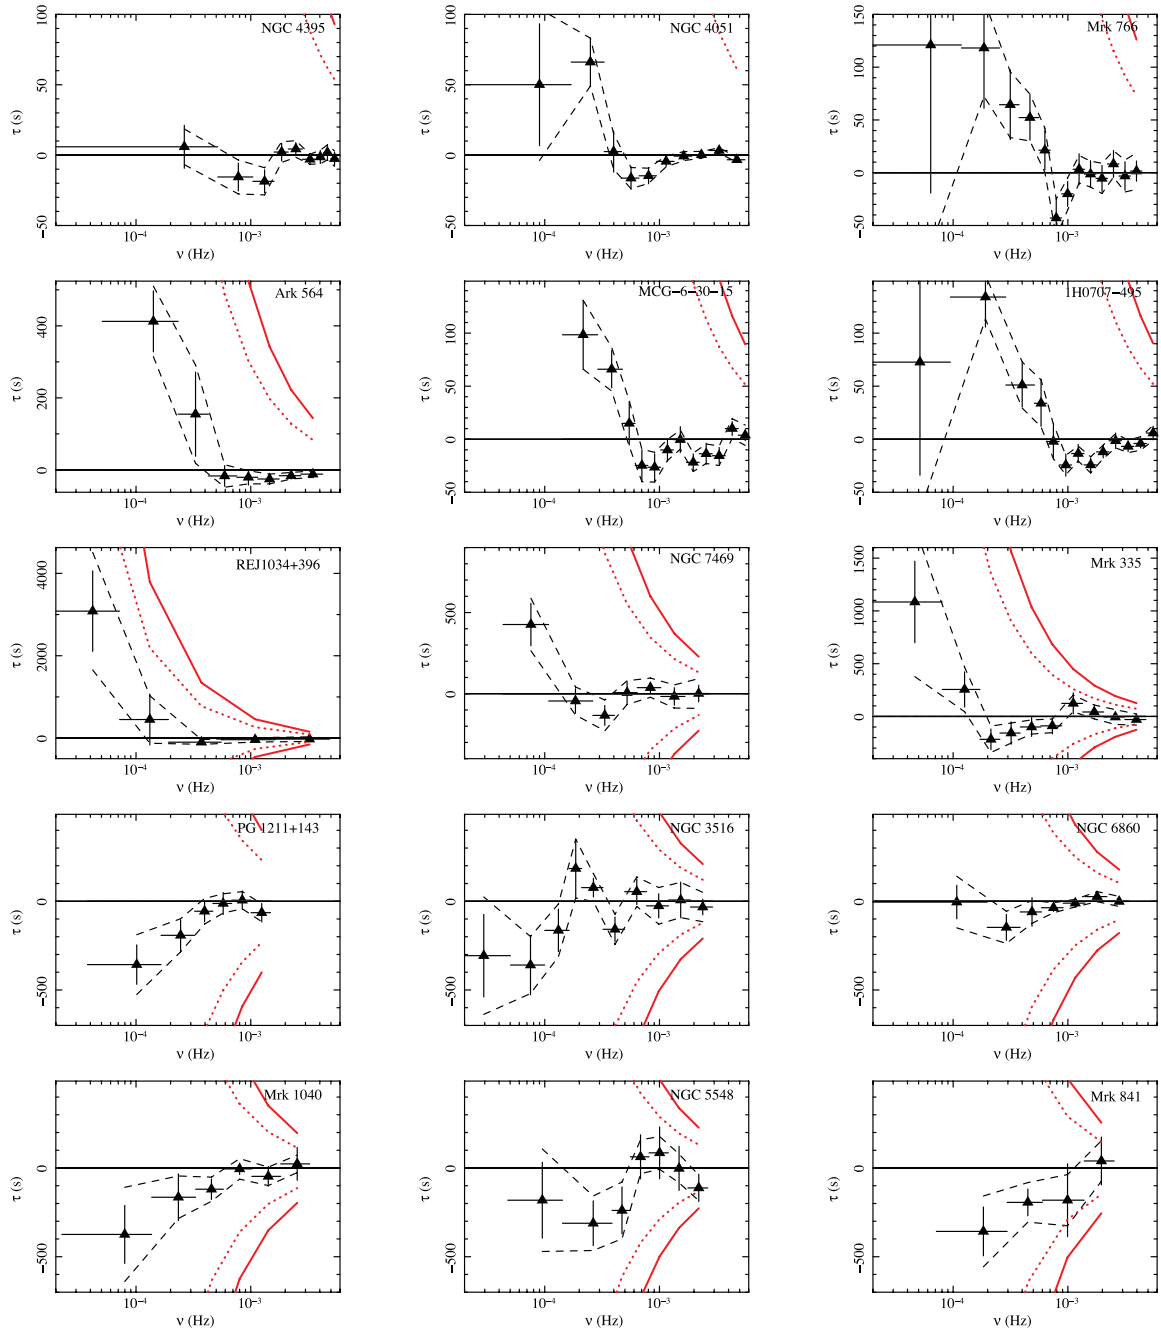 NGC 4395
τ (s)
100
50
0
−50
10⁻⁴
10⁻³
ν (Hz)
NGC 4051
τ (s)
100
50
0
−50
10⁻⁴
10⁻³
ν (Hz)
Mrk 766
τ (s)
150
100
50
0
−50
10⁻⁴
10⁻³
ν (Hz)
Ark 564
τ (s)
400
200
0
10⁻⁴
10⁻³
ν (Hz)
MCG−6−30−15
τ (s)
100
50
0
−50
10⁻⁴
10⁻³
ν (Hz)
1H0707−495
τ (s)
100
50
0
−50
10⁻⁴
10⁻³
ν (Hz)
REJ1034+396
τ (s)
4000
2000
0
10⁻⁴
10⁻³
ν (Hz)
NGC 7469
τ (s)
500
0
10⁻⁴
10⁻³
ν (Hz)
Mrk 335
τ (s)
1500
1000
500
0
10⁻⁴
10⁻³
ν (Hz)
PG 1211+143
τ (s)
0
−500
10⁻⁴
10⁻³
ν (Hz)
NGC 3516
τ (s)
0
−500
10⁻⁴
10⁻³
ν (Hz)
NGC 6860
τ (s)
0
−500
10⁻⁴
10⁻³
ν (Hz)
Mrk 1040
τ (s)
0
−500
10⁻⁴
10⁻³
ν (Hz)
NGC 5548
τ (s)
0
−500
10⁻⁴
10⁻³
ν (Hz)
Mrk 841
τ (s)
0
−500
10⁻⁴
10⁻³
ν (Hz)